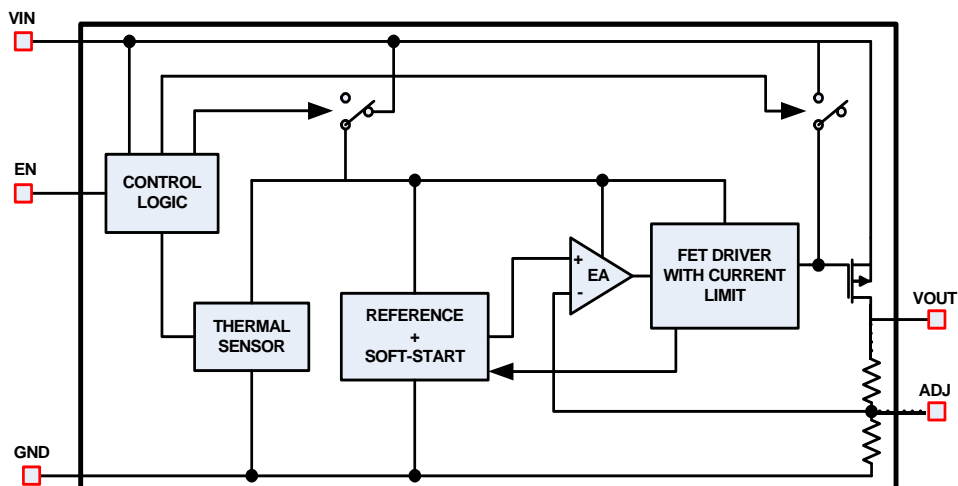 VIN
EN
CONTROL
LOGIC
THERMAL
SENSOR
REFERENCE
+
SOFT-START
+
EA
-
FET DRIVER
WITH CURRENT
LIMIT
VOUT
ADJ
GND